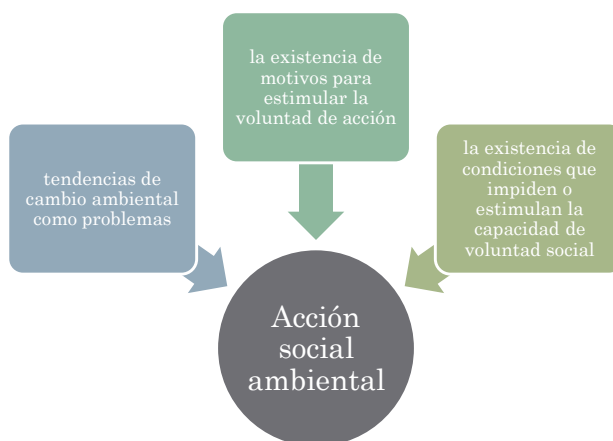 la existencia de
motivos para
estimular la
voluntad de acción
tendencias de
cambio ambiental
como problemas
la existencia de
condiciones que
impiden o
estimulan la
capacidad de
voluntad social
Acción
social
ambiental